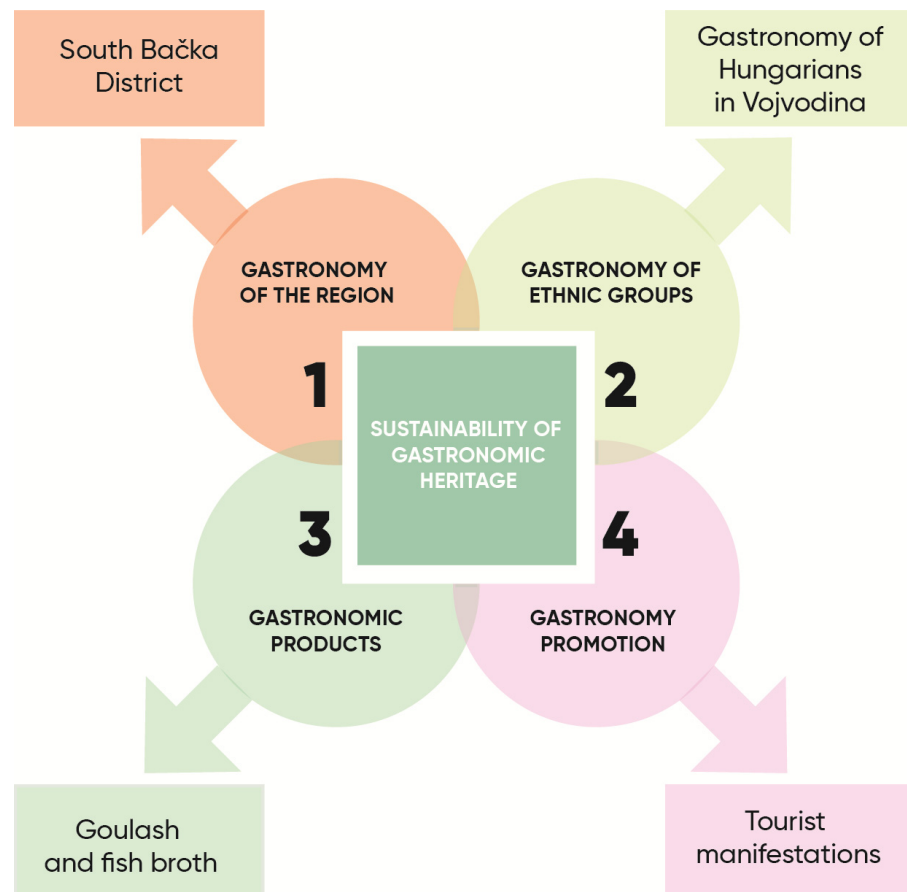 South Bačka
District
Gastronomy of
Hungarians
in Vojvodina
GASTRONOMY
OF THE REGION
1
GASTRONOMY OF
ETHNIC GROUPS
2
SUSTAINABILITY OF
GASTRONOMIC
HERITAGE
3
GASTRONOMIC
PRODUCTS
4
GASTRONOMY
PROMOTION
Goulash
and fish broth
Tourist
manifestations